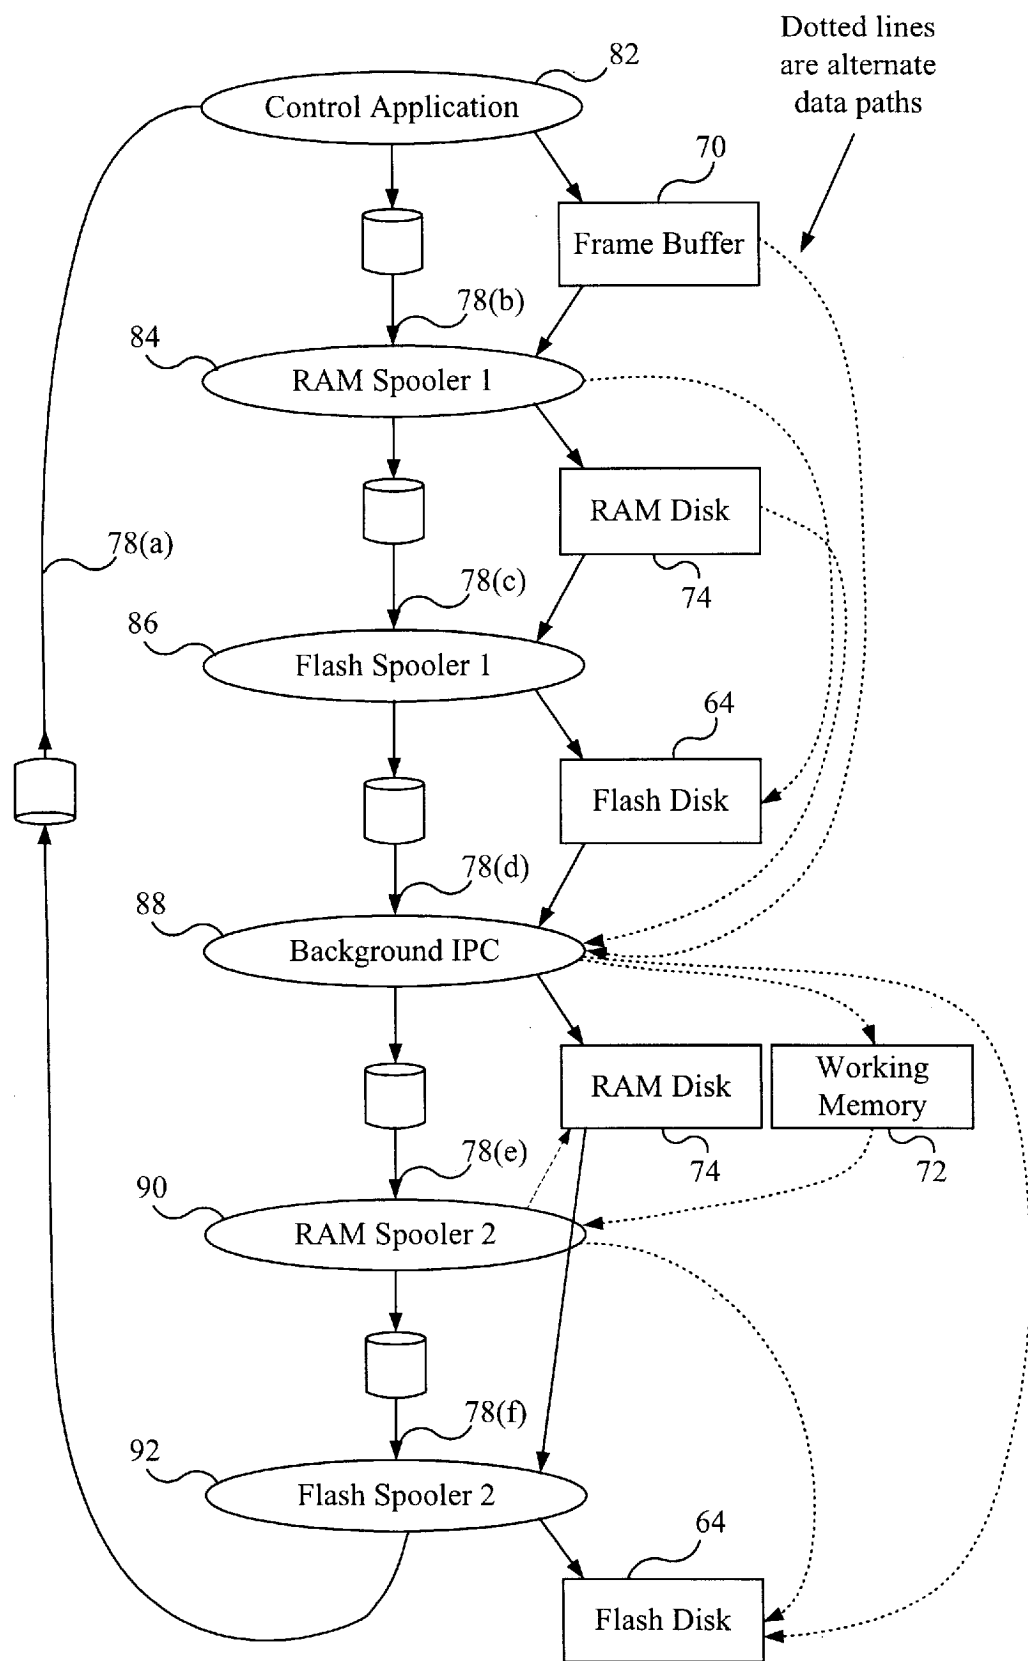 Dotted lines
are alternate
data paths
82
Control Application
70
Frame Buffer
78(b)
84
RAM Spooler 1
RAM Disk
78(a)
78(c)
74
86
Flash Spooler 1
64
Flash Disk
78(d)
88
Background IPC
RAM Disk
Working
Memory
78(e)
74
72
90
RAM Spooler 2
78(f)
92
Flash Spooler 2
64
Flash Disk